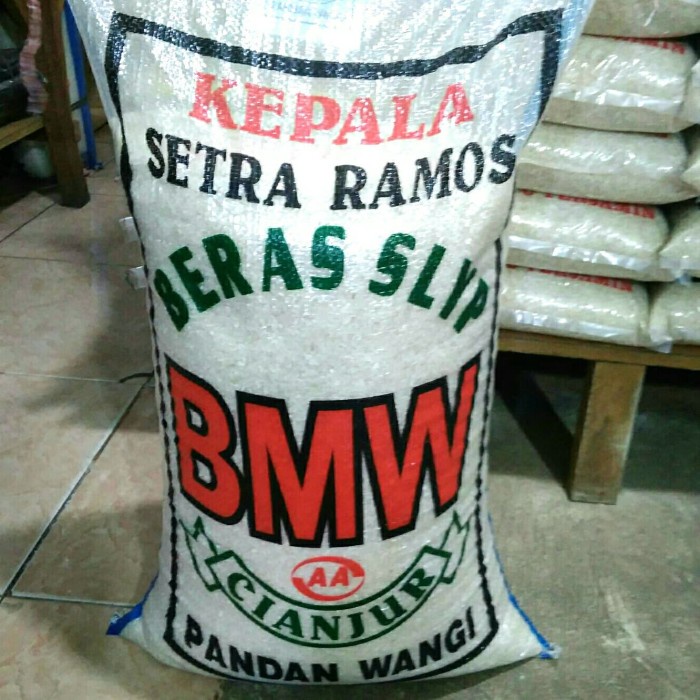 KEPALA
SETRA RAMOS
BERAS SLYP
BMW
AA
CIANJUR
PANDAN WANGI